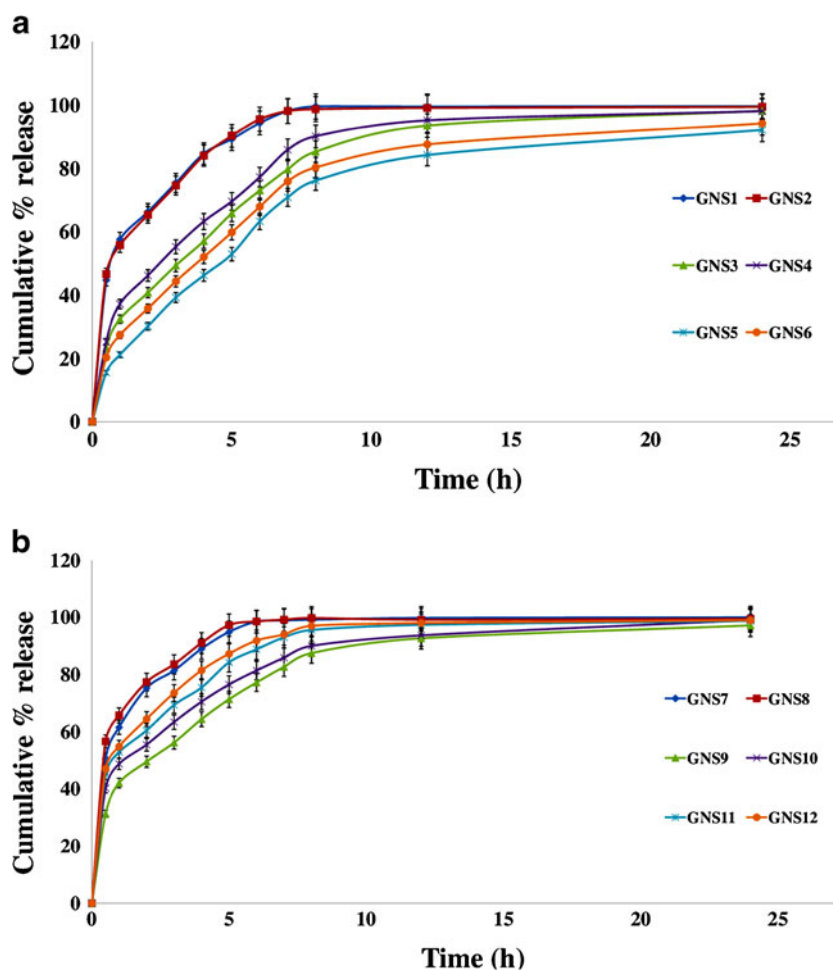 a
120
100
80
60
40
20
0
Cumulative % release
GNS1 GNS2
GNS3 GNS4
GNS5 GNS6
0 5 10 15 20 25
Time (h)
b
120
100
80
60
40
20
0
Cumulative % release
GNS7 GNS8
GNS9 GNS10
GNS11 GNS12
0 5 10 15 20 25
Time (h)